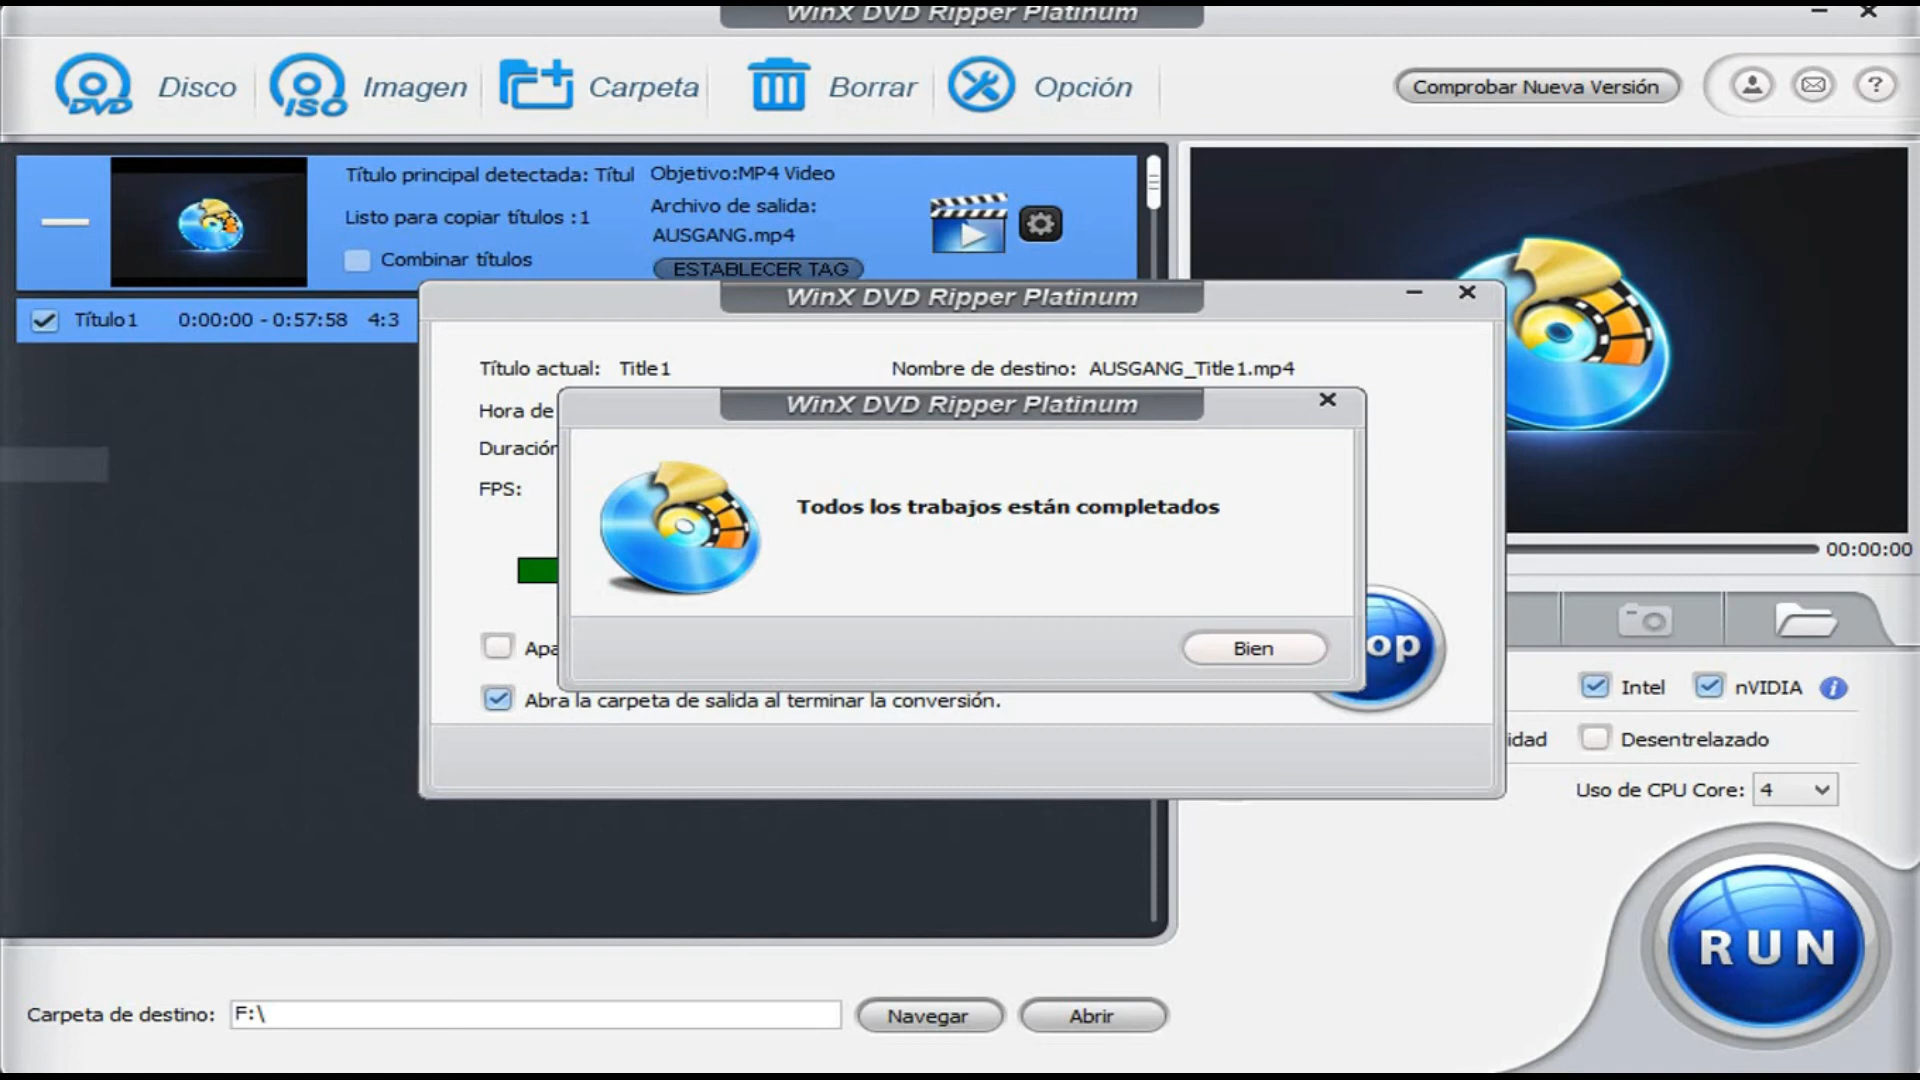 WinX DVD Ripper Platinum
DVD Disco
ISO Imagen
Carpeta
Borrar
Opción
Comprobar Nueva Versión
?
Título principal detectada: Títul
Listo para copiar títulos :1
Combinar títulos
Objetivo:MP4 Video
Archivo de salida:
AUSGANG.mp4
ESTABLECER TAG
Título1 0:00:00 - 0:57:58 4:3
WinX DVD Ripper Platinum
Título actual: Title1
Nombre de destino: AUSGANG_Title1.mp4
Hora de
Duración
FPS:
WinX DVD Ripper Platinum
Todos los trabajos están completados
Bien
Apa
op
Abra la carpeta de salida al terminar la conversión.
00:00:00
Intel
nVIDIA
i
idad
Desentrelazado
Uso de CPU Core: 4
RUN
Carpeta de destino: F:\
Navegar
Abrir